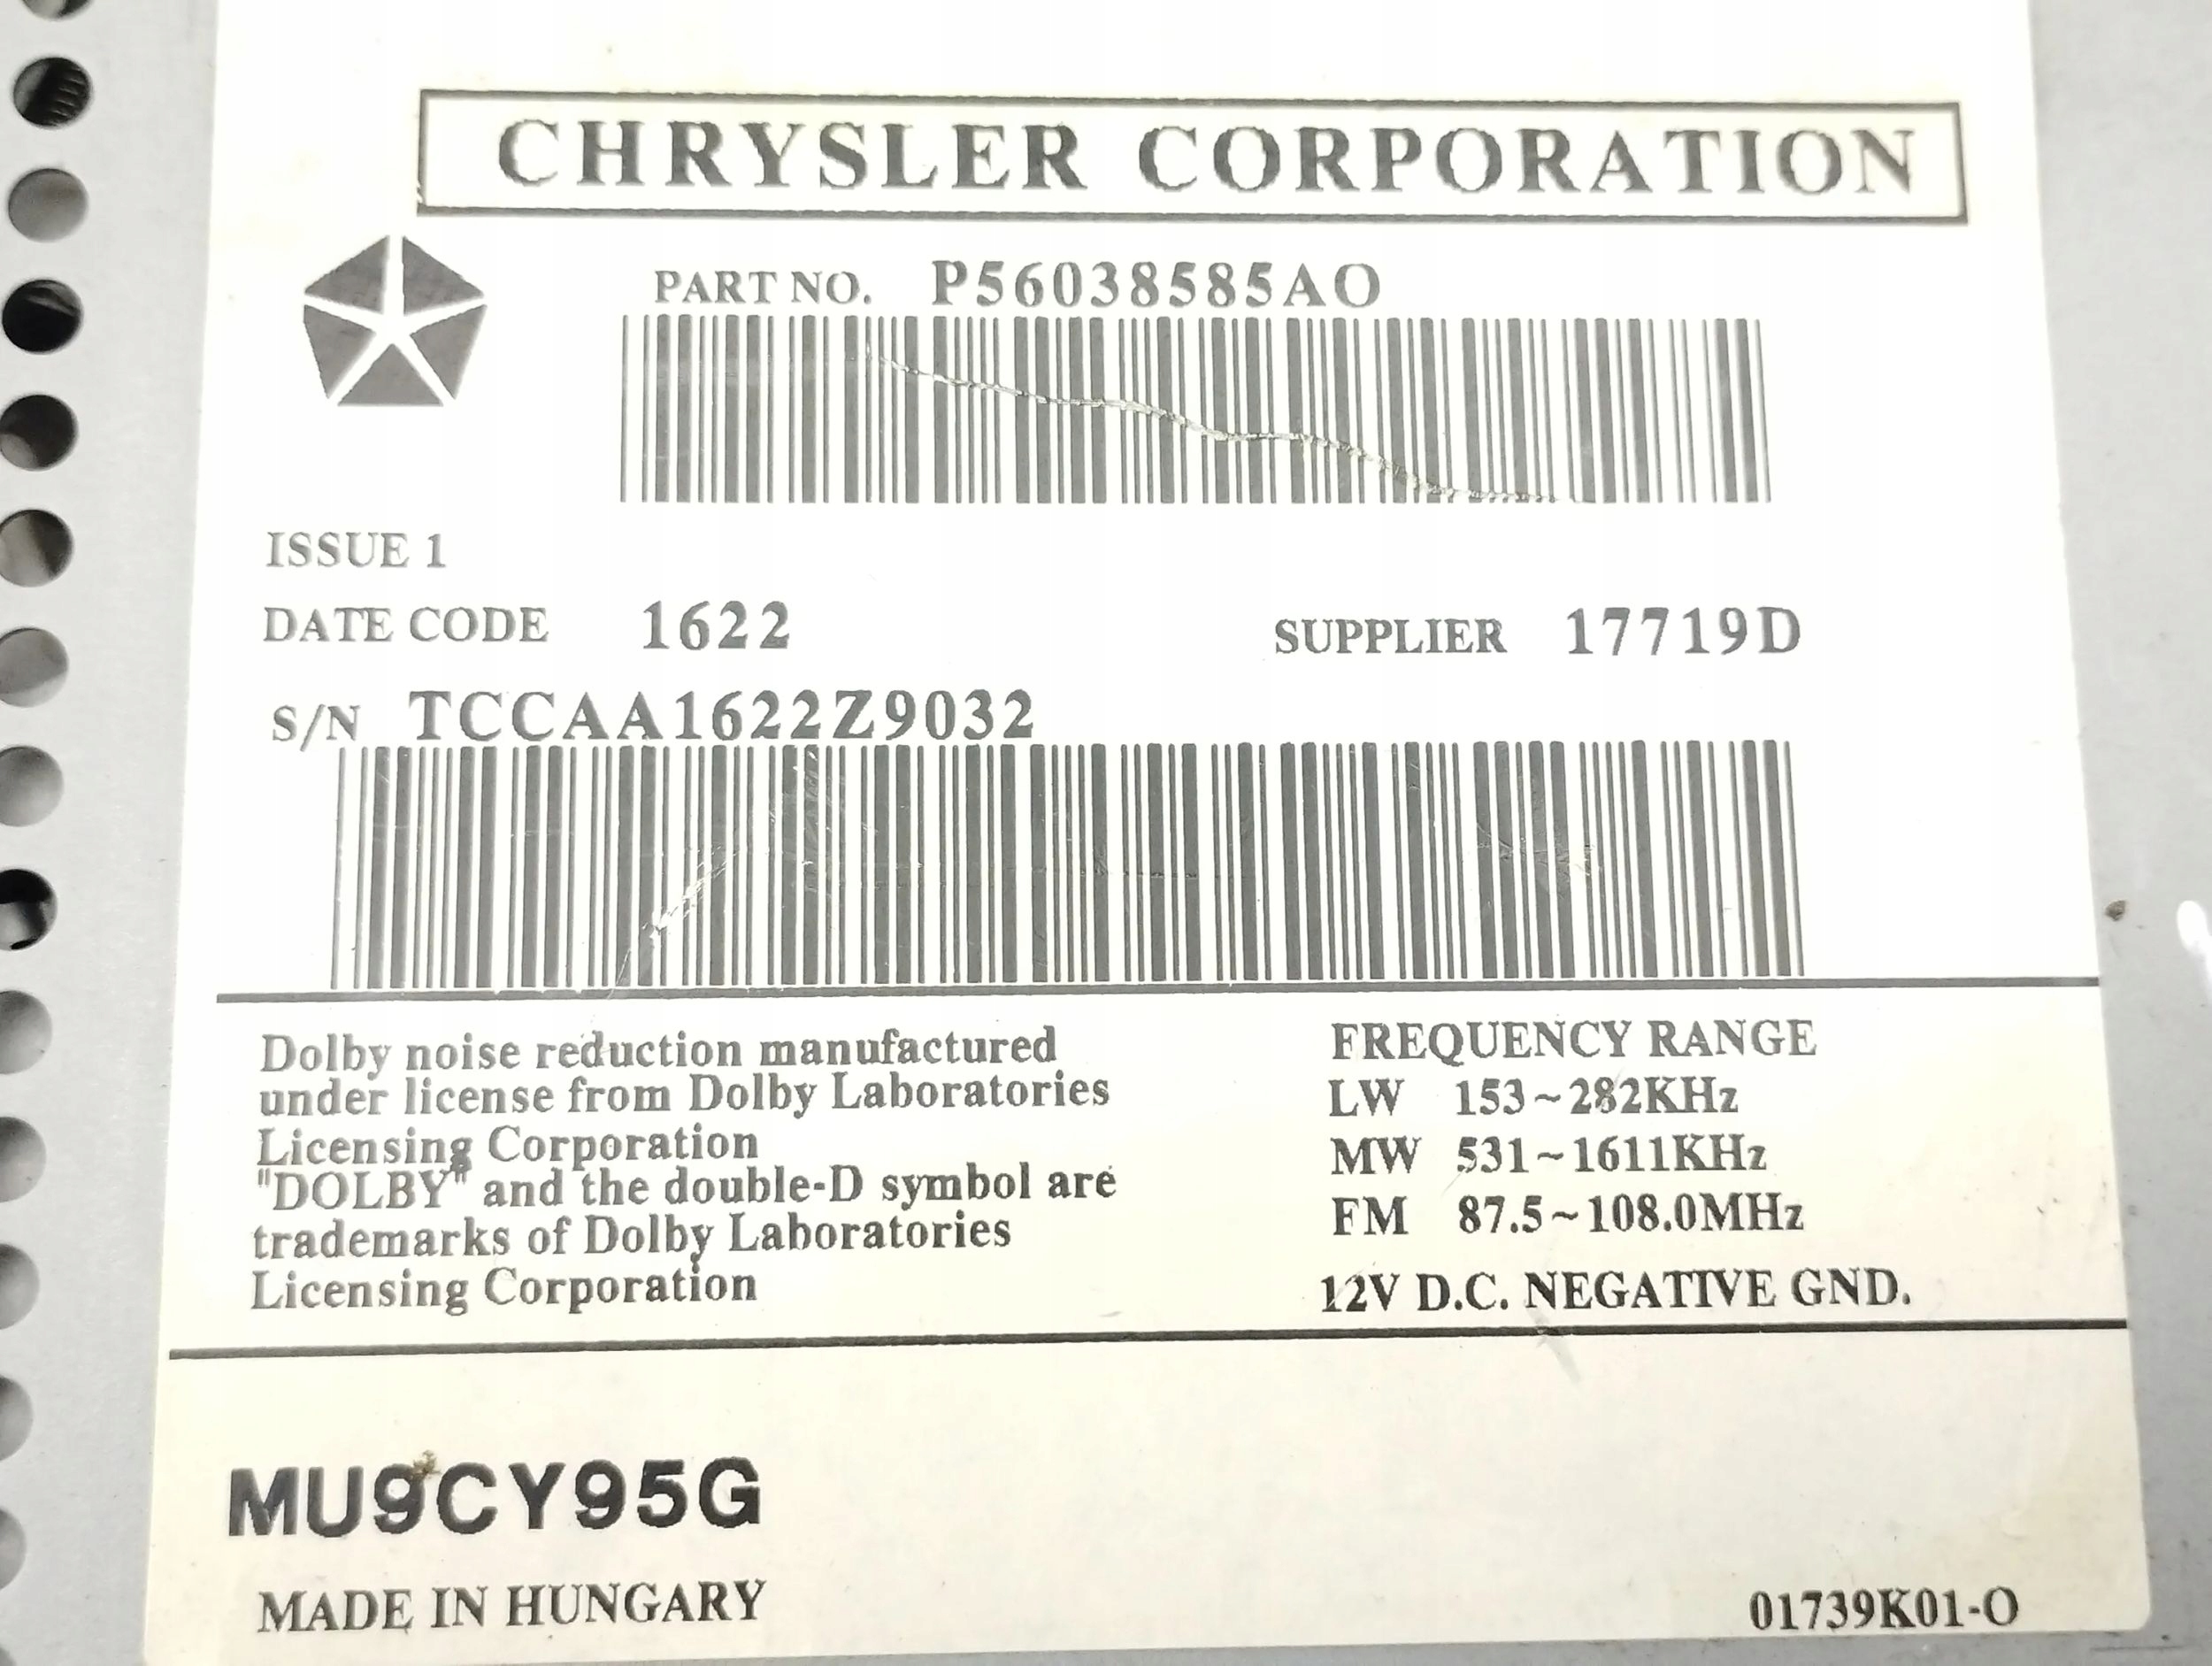 CHRYSLER CORPORATION
PART NO. P56038585AO
ISSUE 1
DATE CODE 1622 SUPPLIER 17719D
S/N TCCAA1622Z9032
Dolby noise reduction manufactured
under license from Dolby Laboratories
Licensing Corporation
"DOLBY" and the double-D symbol are
trademarks of Dolby Laboratories
Licensing Corporation
FREQUENCY RANGE
LW 153~282KHz
MW 531~1611KHz
FM 87.5~108.0MHz
12V D.C. NEGATIVE GND.
MU9CY95G
MADE IN HUNGARY 01739K01-O